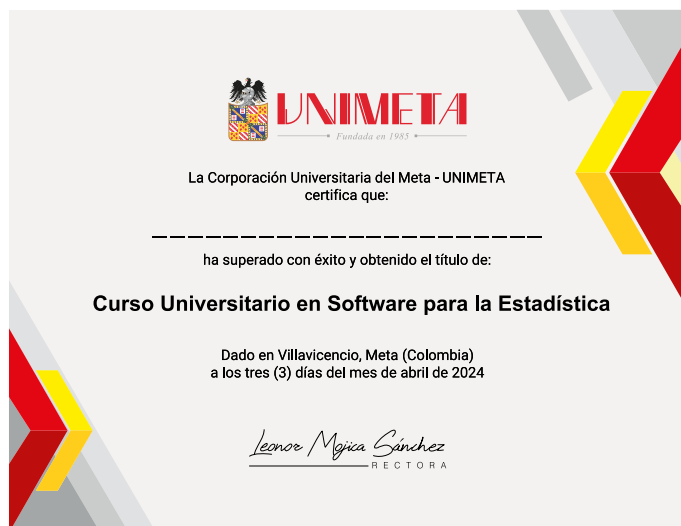 UNIMETA
Fundada en 1985
La Corporación Universitaria del Meta - UNIMETA
certifica que:
ha superado con éxito y obtenido el título de:
Curso Universitario en Software para la Estadística
Dado en Villavicencio, Meta (Colombia)
a los tres (3) días del mes de abril de 2024
Leonor Mojica Sánchez
RECTORA